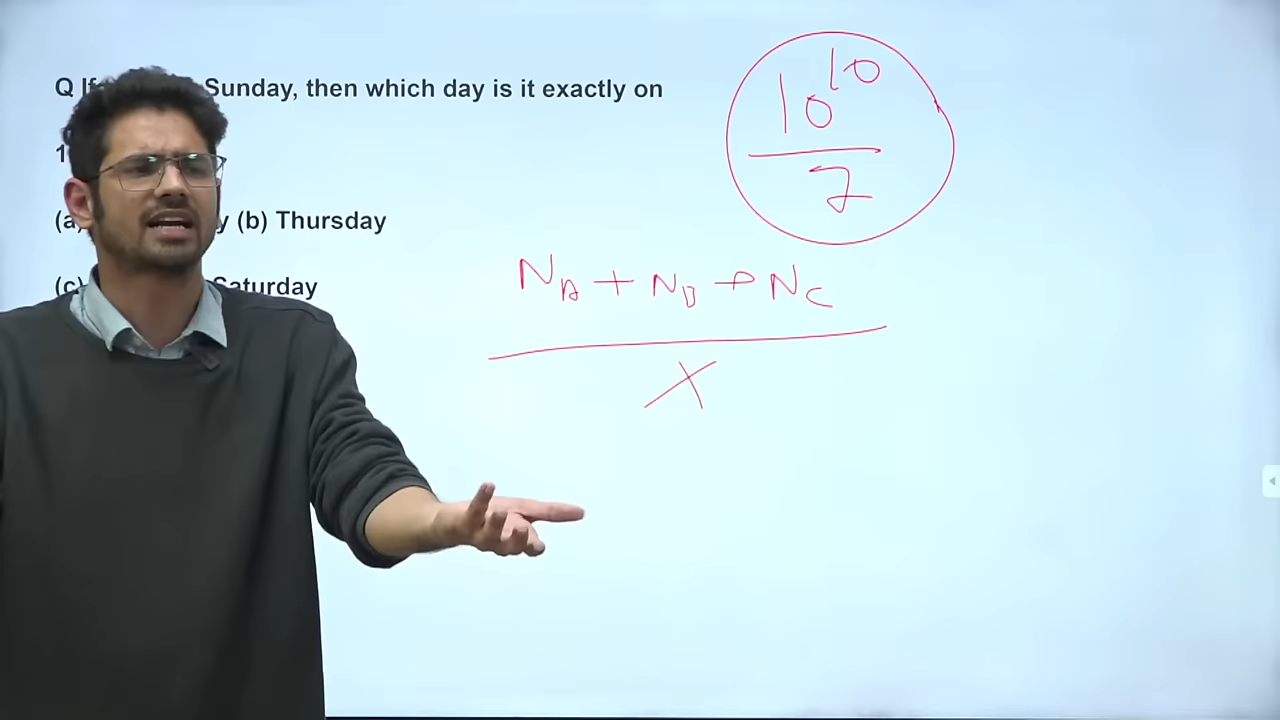 Q If Sunday, then which day is it exactly on
1
(a) y (b) Thursday
(c) Saturday
10^10
7
N_A + N_B + N_C
X